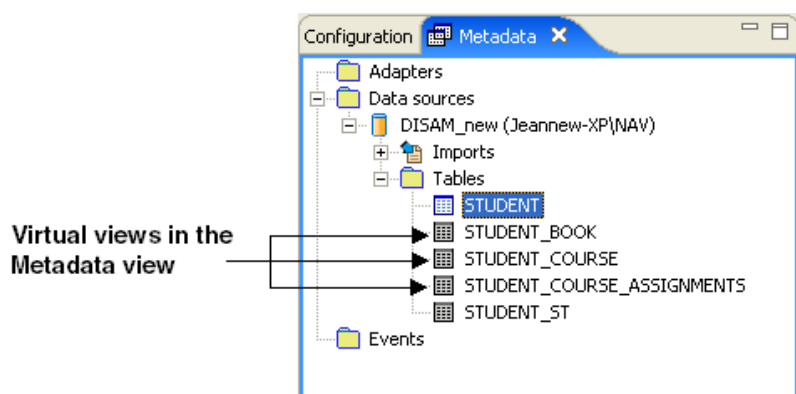 Configuration Metadata
Adapters
Data sources
DISAM_new (Jeannew-XP\NAV)
Imports
Tables
STUDENT
STUDENT_BOOK
STUDENT_COURSE
STUDENT_COURSE_ASSIGNMENTS
STUDENT_ST
Events
Virtual views in the
Metadata view